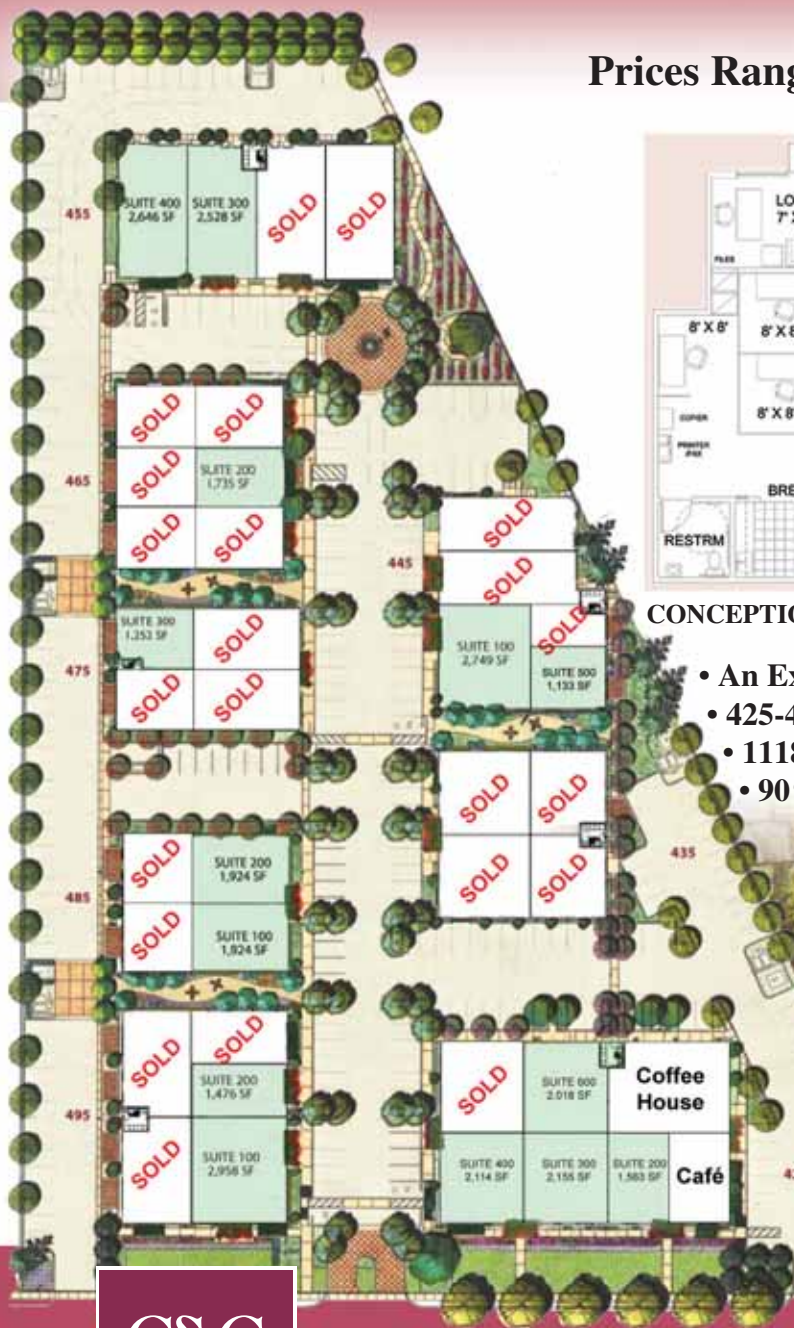 Prices Rang
455
SUITE 400
2,646 SF
SUITE 300
2,528 SF
SOLD
SOLD
LO
7' X
FILES
8' X 8'
8' X 8
8' X 8'
COPIER
PRINTER
/FAX
BRE
RESTRM
CONCEPTIO
• An Ex
• 425-4
• 1118
• 90
465
SOLD
SOLD
SOLD
SUITE 200
1,735 SF
SOLD
SOLD
475
SUITE 300
1,253 SF
SOLD
SOLD
SOLD
445
SOLD
SOLD
SOLD
SUITE 100
2,749 SF
SUITE 500
1,133 SF
435
SOLD
SOLD
SOLD
SOLD
485
SOLD
SUITE 200
1,924 SF
SOLD
SUITE 100
1,924 SF
495
SOLD
SOLD
SUITE 200
1,476 SF
SOLD
SUITE 100
2,958 SF
SOLD
SUITE 600
2,018 SF
Coffee
House
SUITE 400
2,114 SF
SUITE 300
2,155 SF
SUITE 200
1,583 SF
Café